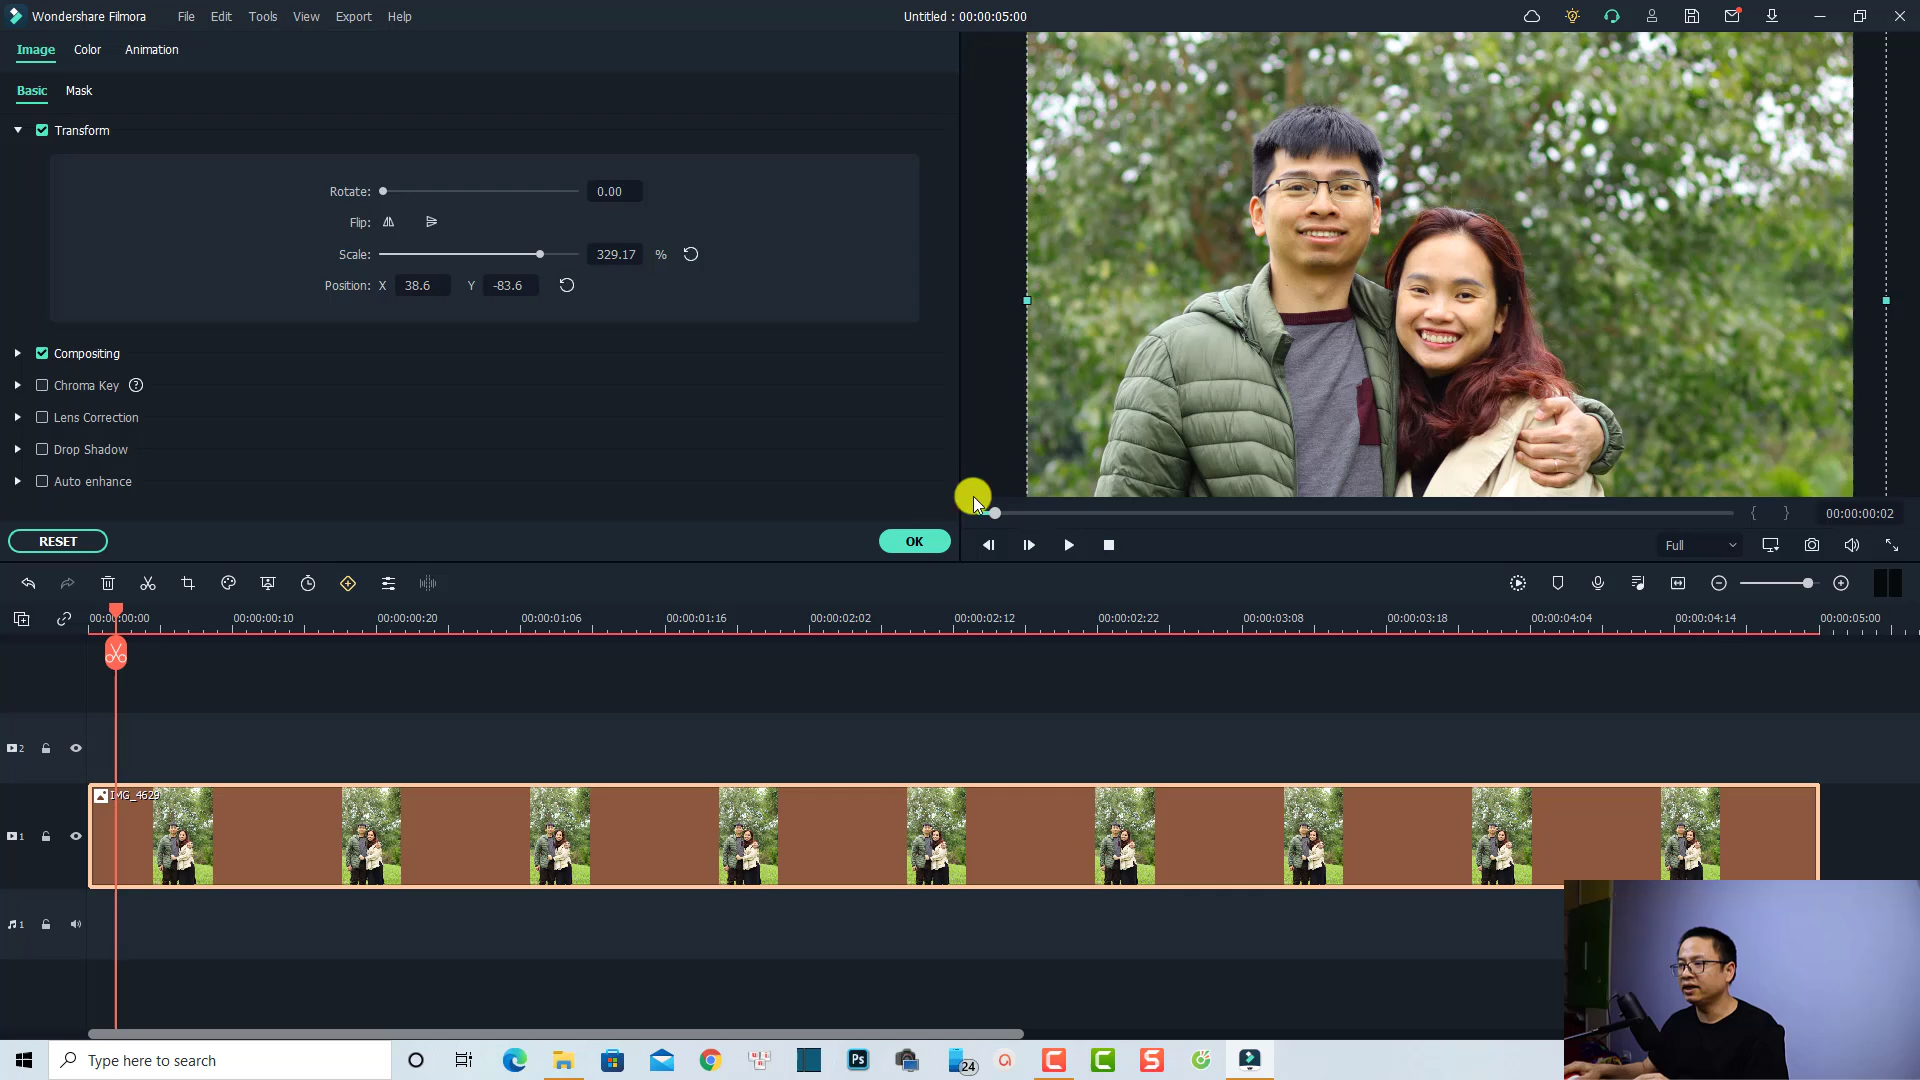 Wondershare Filmora File Edit Tools View Export Help Untitled : 00:00:05:00
Image Color Animation
Basic Mask
Transform
Rotate: 0.00
Flip:
Scale: 329.17 %
Position: X 38.6 Y -83.6
Compositing
Chroma Key ?
Lens Correction
Drop Shadow
Auto enhance
{ } 00:00:00:02
RESET OK
Full
00:00:00:00 00:00:00:10 00:00:00:20 00:00:01:06 00:00:01:16 00:00:02:02 00:00:02:12 00:00:02:22 00:00:03:08 00:00:03:18 00:00:04:04 00:00:04:14 00:00:05:00
2
IMG_4629
1
1
Type here to search
Ps
24
C
C
S